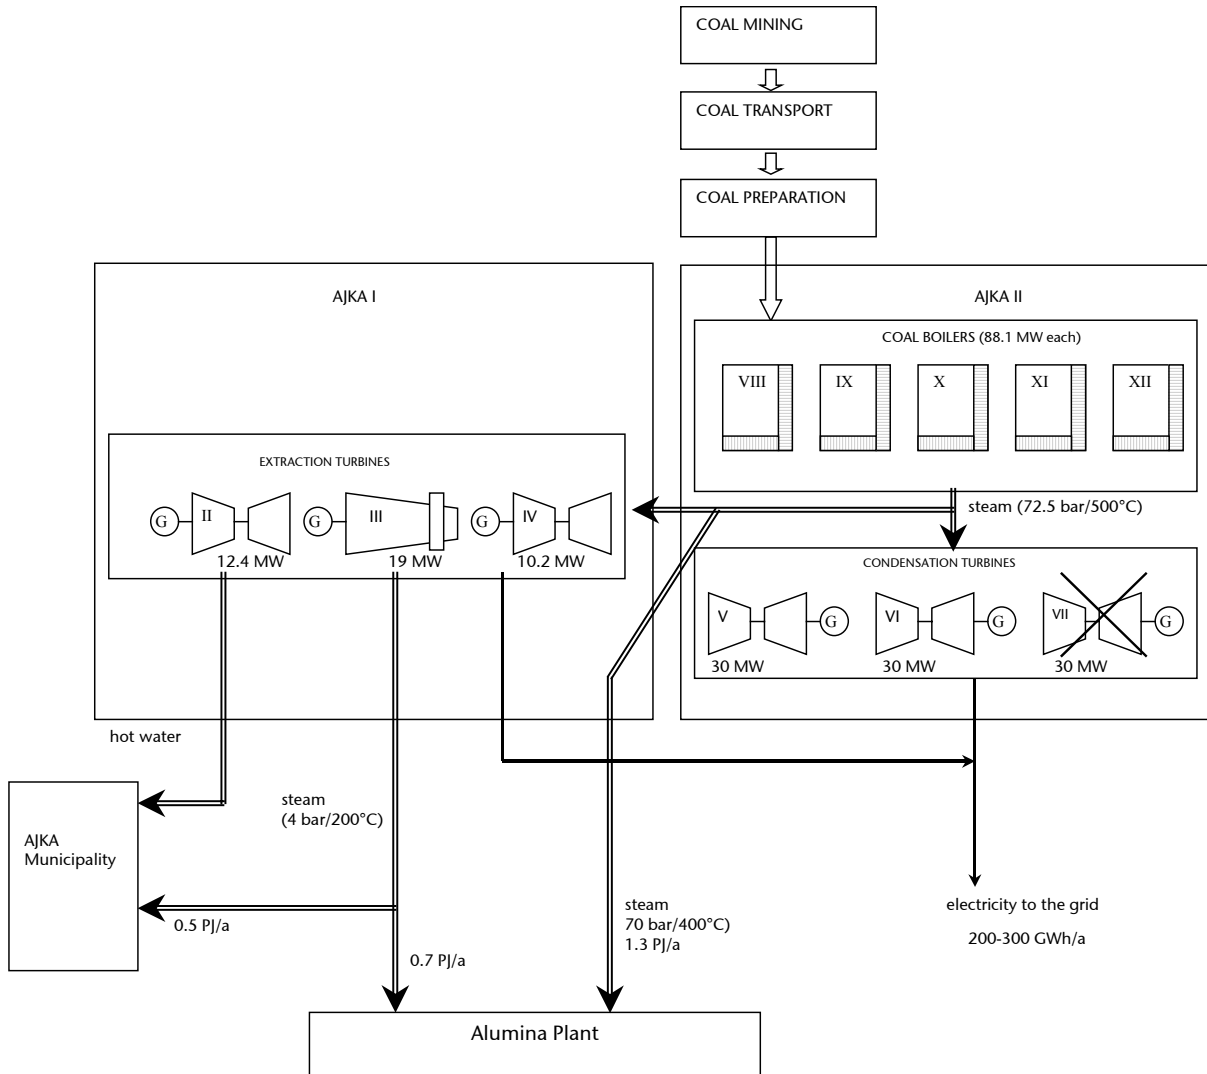 COAL MINING
COAL TRANSPORT
COAL PREPARATION
AJKA I
AJKA II
COAL BOILERS (88.1 MW each)
VIII
IX
X
XI
XII
EXTRACTION TURBINES
G
II
G
III
G
IV
12.4 MW
19 MW
10.2 MW
steam (72.5 bar/500°C)
CONDENSATION TURBINES
V
G
VI
G
VII
G
30 MW
30 MW
30 MW
hot water
steam
(4 bar/200°C)
AJKA
Municipality
0.5 PJ/a
0.7 PJ/a
steam
70 bar/400°C)
1.3 PJ/a
electricity to the grid
200-300 GWh/a
Alumina Plant